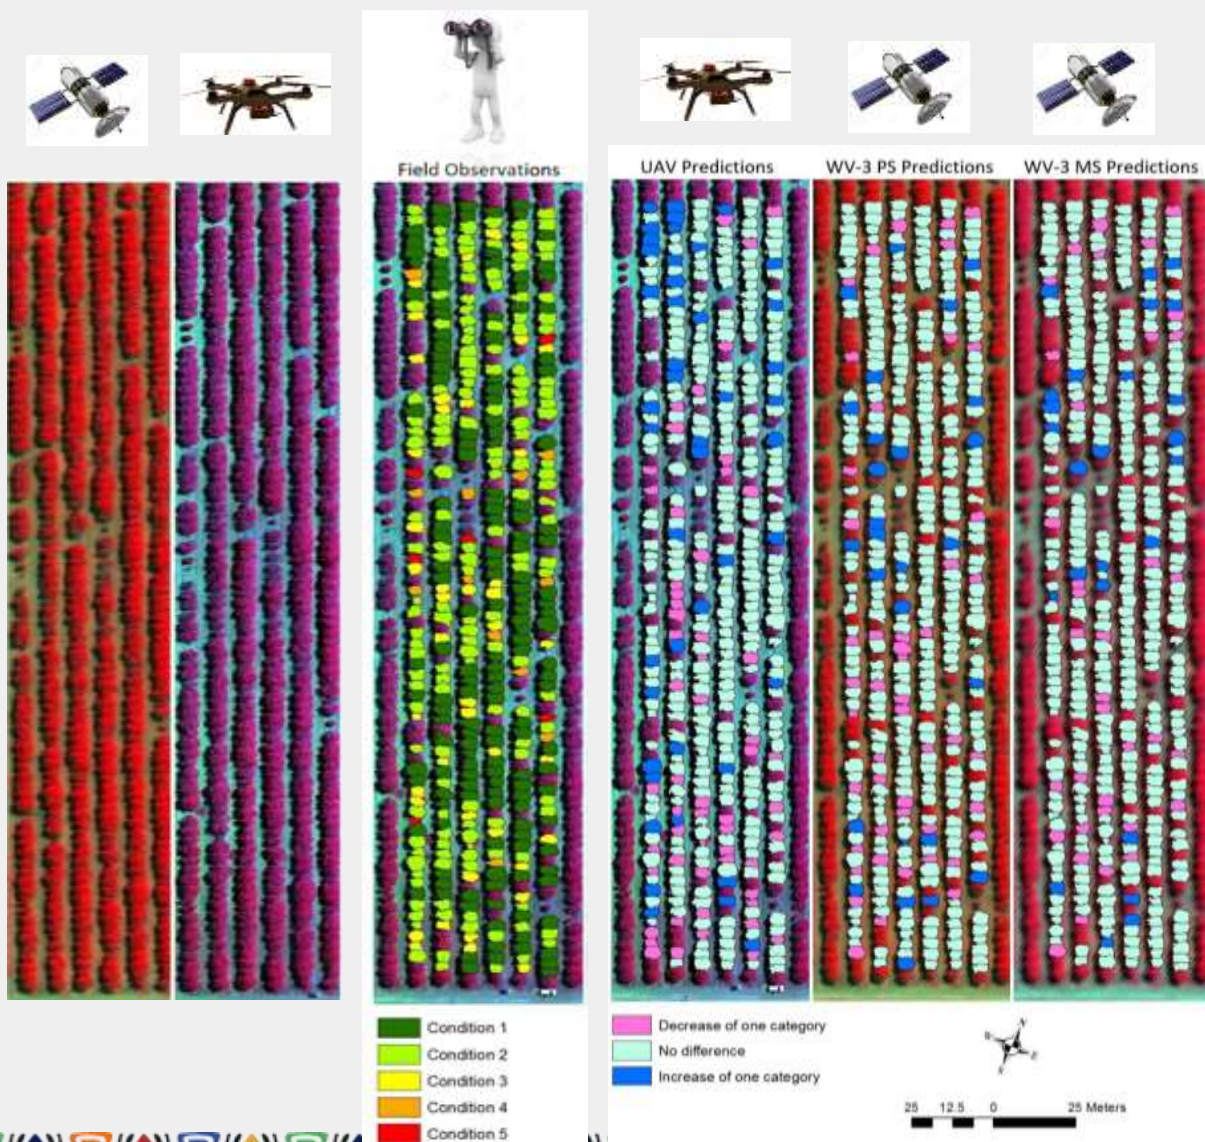 Field Observations
UAV Predictions
WV-3 PS Predictions
WV-3 MS Predictions
Condition 1
Condition 2
Condition 3
Condition 4
Condition 5
Decrease of one category
No difference
Increase of one category
N
E
S
25 12.5 0 25 Meters